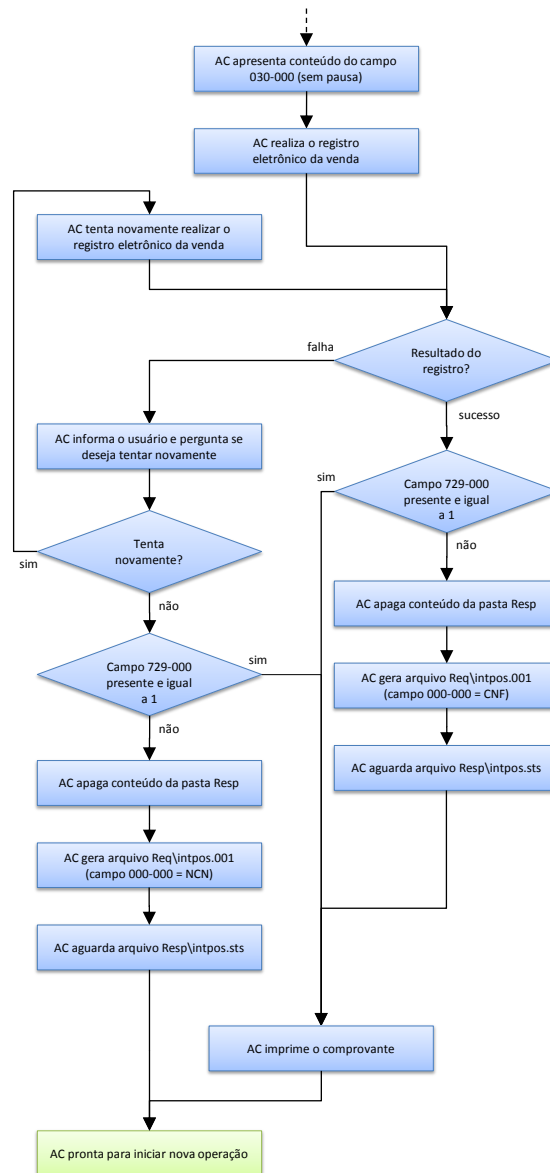 AC apresenta conteúdo do campo
030-000 (sem pausa)
AC realiza o registro
eletrônico da venda
AC tenta novamente realizar o
registro eletrônico da venda
falha
Resultado do
registro?
sucesso
AC informa o usuário e pergunta se
deseja tentar novamente
sim
Campo 729-000
presente e igual
a 1
não
Tenta
novamente?
sim
não
AC apaga conteúdo da pasta Resp
Campo 729-000
presente e igual
a 1
sim
não
AC gera arquivo Req\intpos.001
(campo 000-000 = CNF)
AC aguarda arquivo Resp\intpos.sts
AC apaga conteúdo da pasta Resp
AC gera arquivo Req\intpos.001
(campo 000-000 = NCN)
AC aguarda arquivo Resp\intpos.sts
AC imprime o comprovante
AC pronta para iniciar nova operação